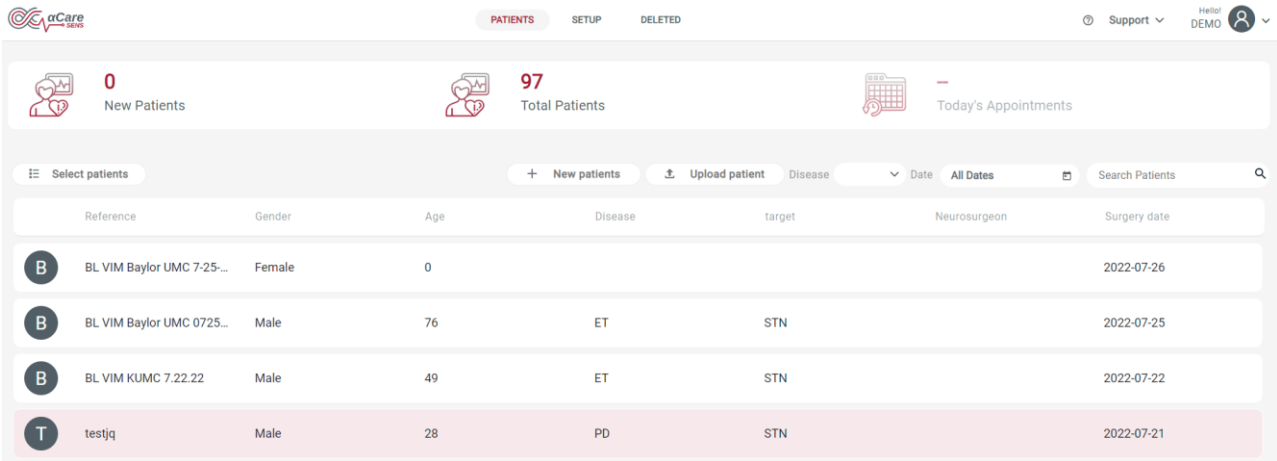 αCare
SENS
PATIENTS SETUP DELETED
Support
Hello!
DEMO
0
New Patients
97
Total Patients
–
Today's Appointments
Select patients
+ New patients
Upload patient
Disease
Date
All Dates
Search Patients
Reference Gender Age Disease target Neurosurgeon Surgery date
B BL VIM Baylor UMC 7-25-... Female 0 2022-07-26
B BL VIM Baylor UMC 0725... Male 76 ET STN 2022-07-25
B BL VIM KUMC 7.22.22 Male 49 ET STN 2022-07-22
T testjq Male 28 PD STN 2022-07-21